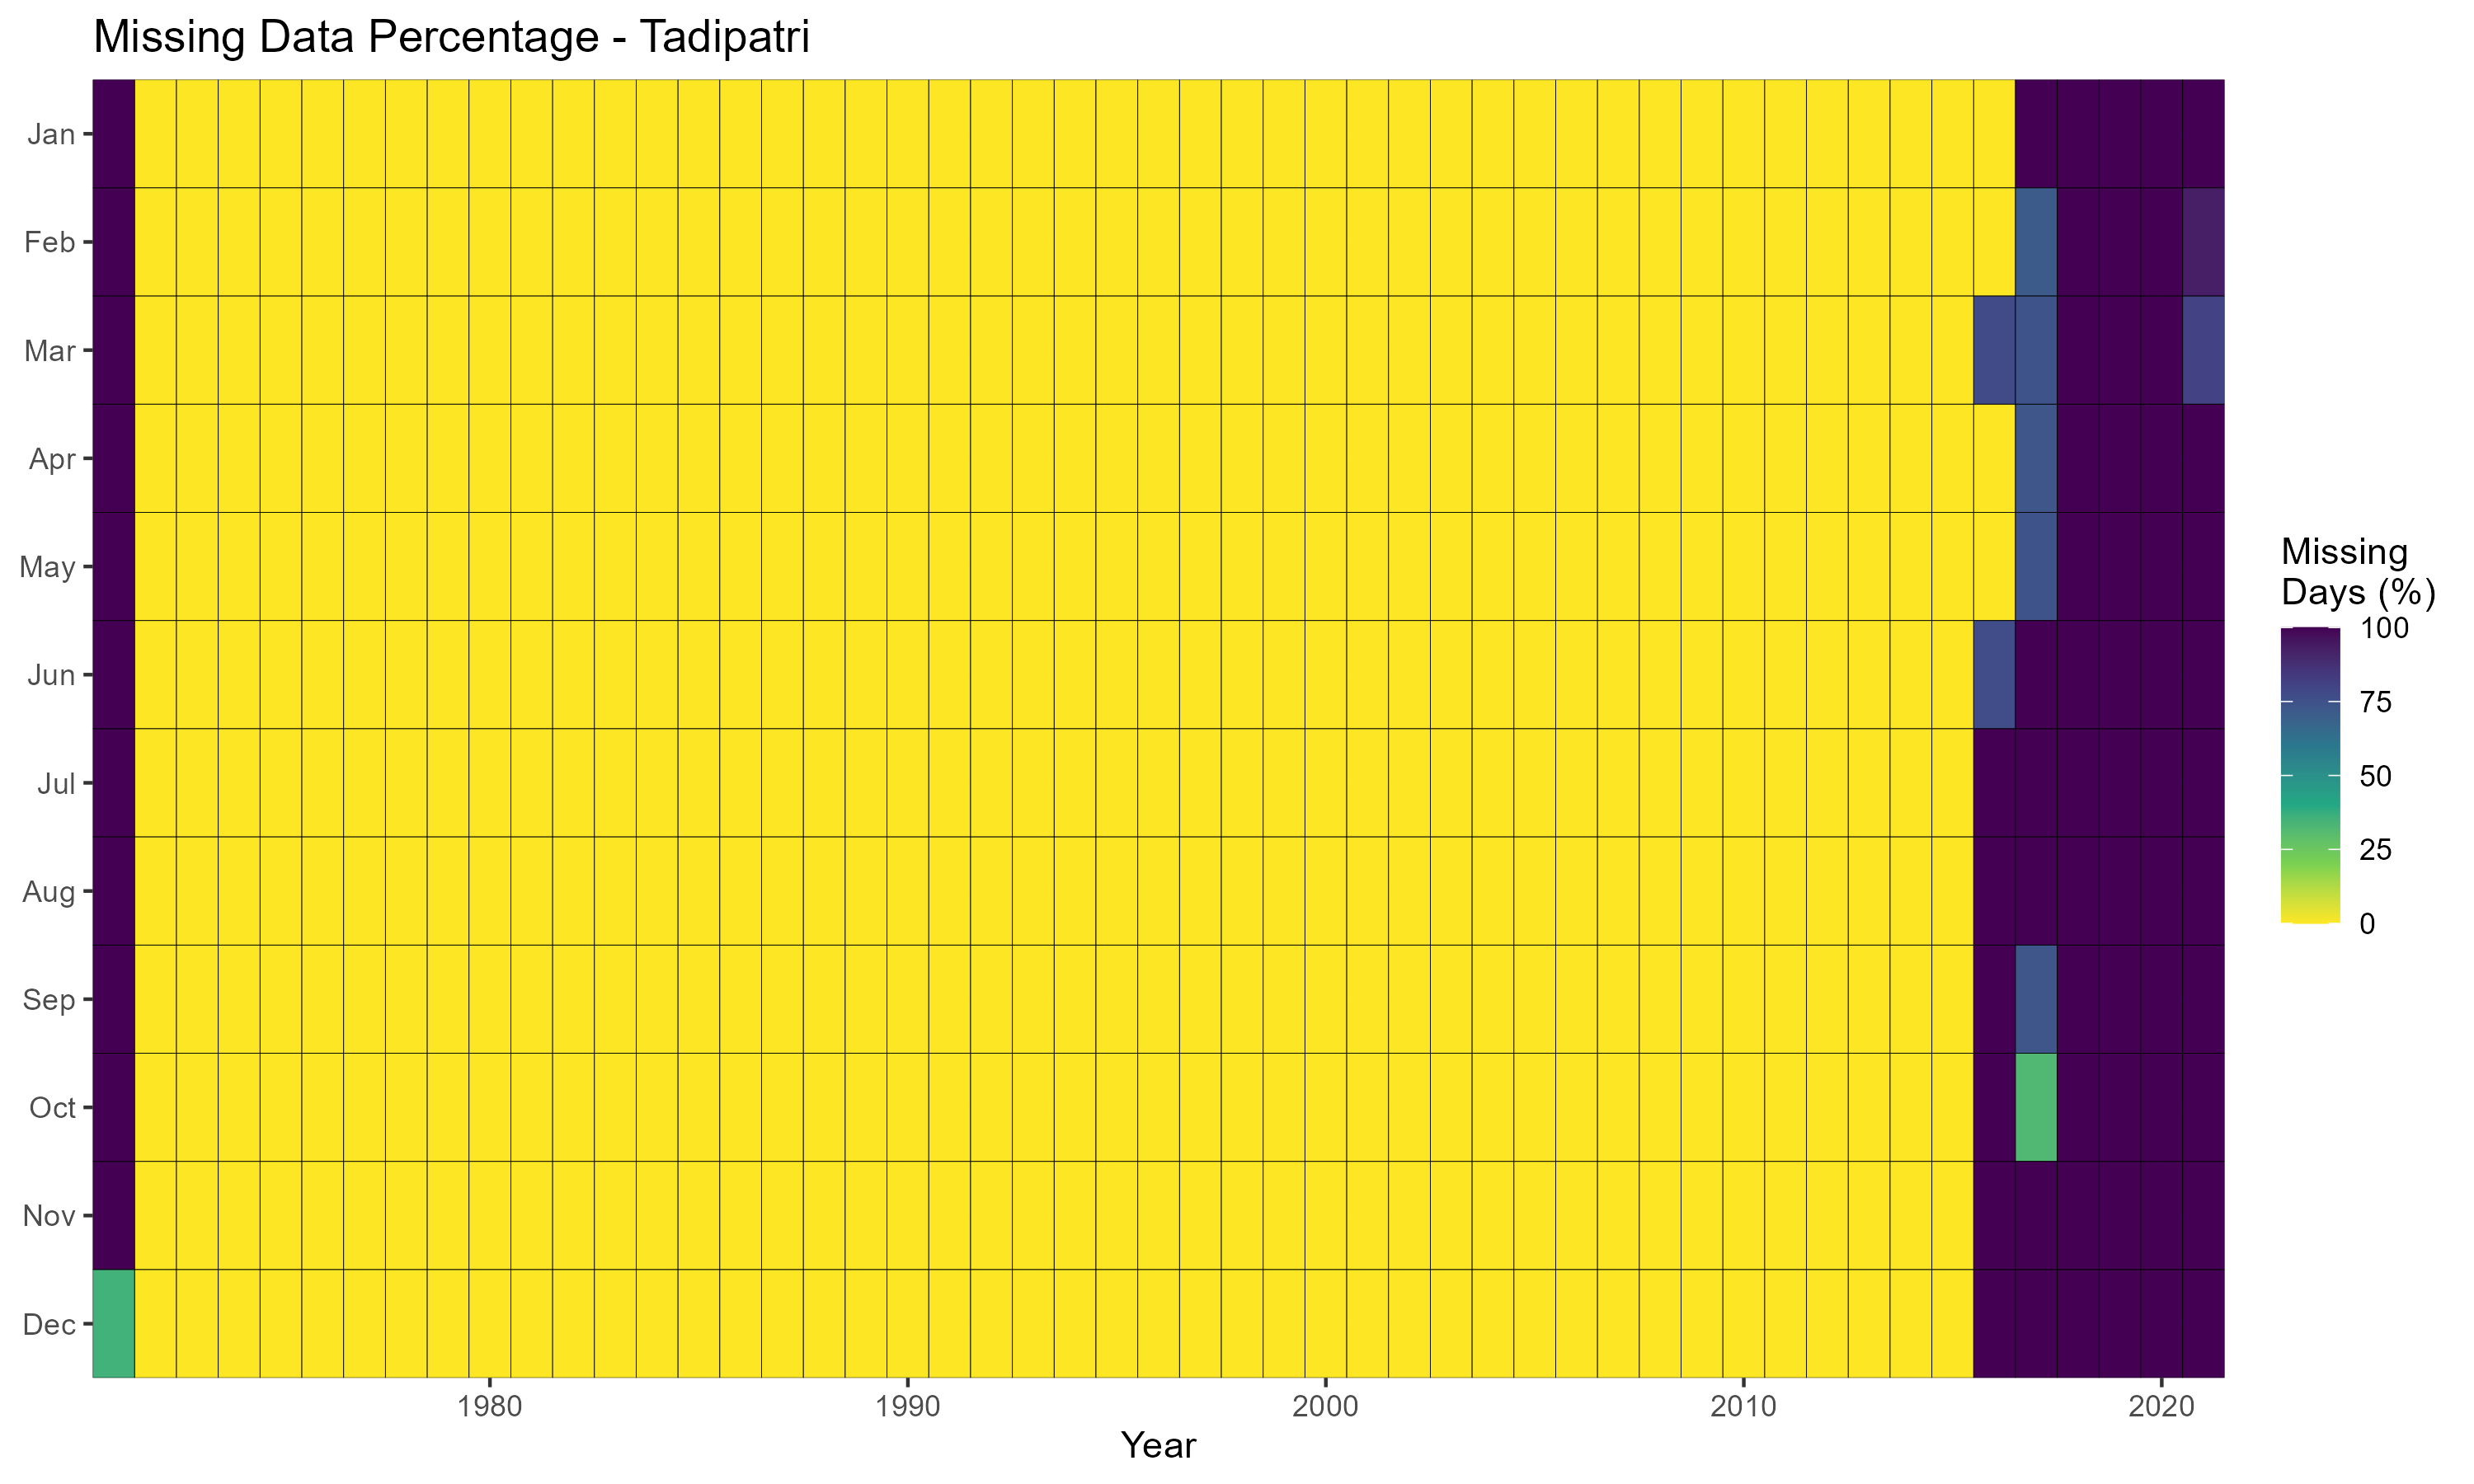 Missing Data Percentage - Tadipatri
Jan
Feb
Mar
Apr
May
Jun
Jul
Aug
Sep
Oct
Nov
Dec
1980 1990 2000 2010 2020
Year
Missing
Days (%)
100
75
50
25
0